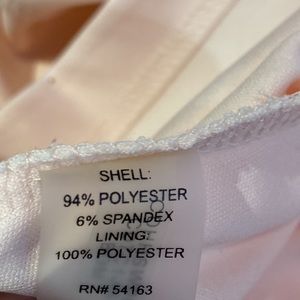 SHELL:
94% POLYESTER
6% SPANDEX
LINING:
100% POLYESTER
RN# 54163